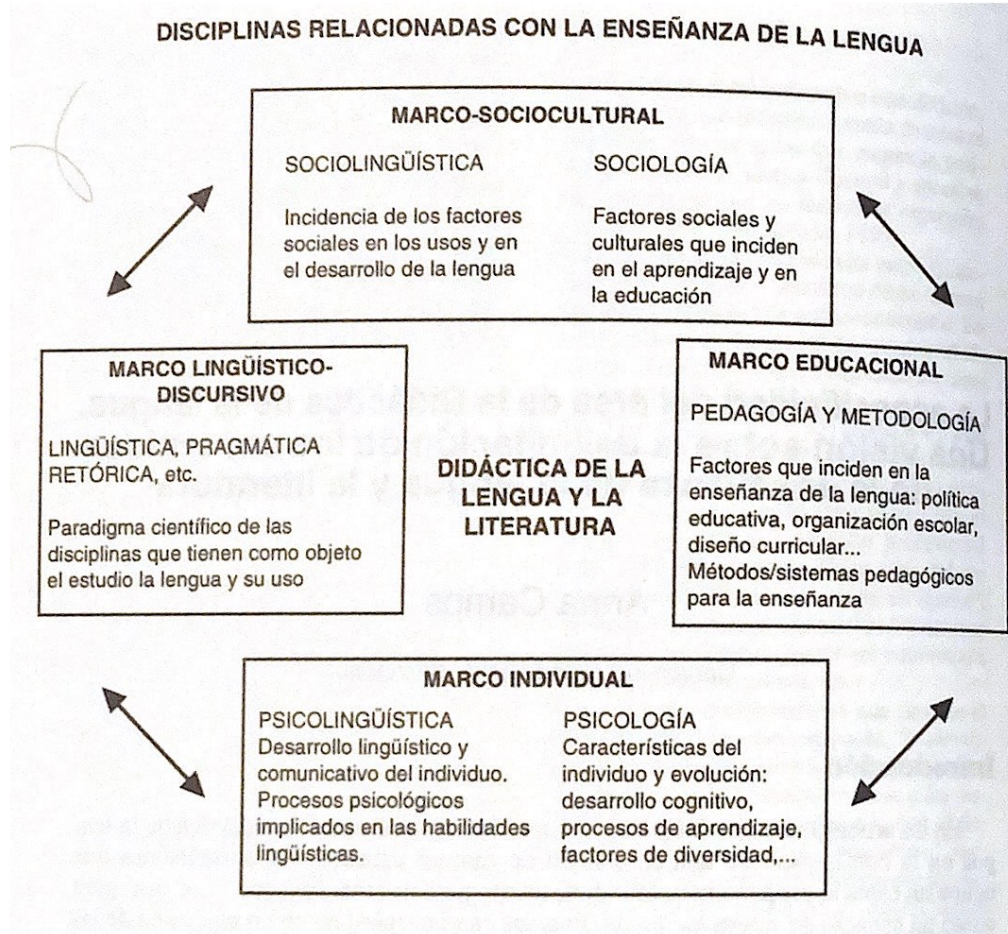 DISCIPLINAS RELACIONADAS CON LA ENSEÑANZA DE LA LENGUA
MARCO-SOCIOCULTURAL
SOCIOLINGÜÍSTICA
Incidencia de los factores
sociales en los usos y en
el desarrollo de la lengua
SOCIOLOGÍA
Factores sociales y
culturales que inciden
en el aprendizaje y en
la educación
MARCO LINGÜÍSTICO-
DISCURSIVO
LINGÜÍSTICA, PRAGMÁTICA
RETÓRICA, etc.
Paradigma científico de las
disciplinas que tienen como objeto
el estudio la lengua y su uso
DIDÁCTICA DE LA
LENGUA Y LA
LITERATURA
MARCO EDUCACIONAL
PEDAGOGÍA Y METODOLOGÍA
Factores que inciden en la
enseñanza de la lengua: política
educativa, organización escolar,
diseño curricular...
Métodos/sistemas pedagógicos
para la enseñanza
MARCO INDIVIDUAL
PSICOLINGÜÍSTICA
Desarrollo lingüístico y
comunicativo del individuo.
Procesos psicológicos
implicados en las habilidades
lingüísticas.
PSICOLOGÍA
Características del
individuo y evolución:
desarrollo cognitivo,
procesos de aprendizaje,
factores de diversidad,...
Anna Camps
Introducción